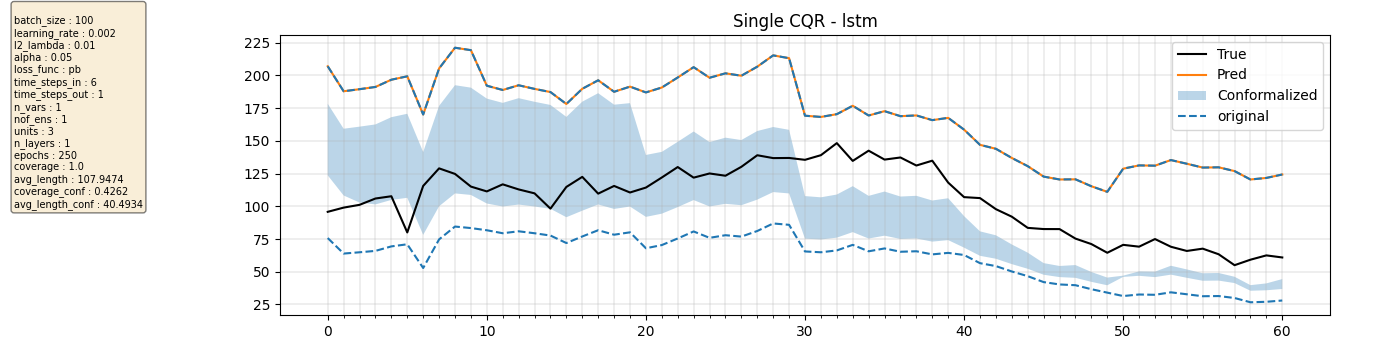 batch_size : 100
learning_rate : 0.002
l2_lambda : 0.01
alpha : 0.05
loss_func : pb
time_steps_in : 6
time_steps_out : 1
n_vars : 1
nof_ens : 1
units : 3
n_layers : 1
epochs : 250
coverage : 1.0
avg_length : 107.9474
coverage_conf : 0.4262
avg_length_conf : 40.4934
Single CQR - lstm
225
200
175
150
125
100
75
50
25
0 10 20 30 40 50 60
True
Pred
Conformalized
original